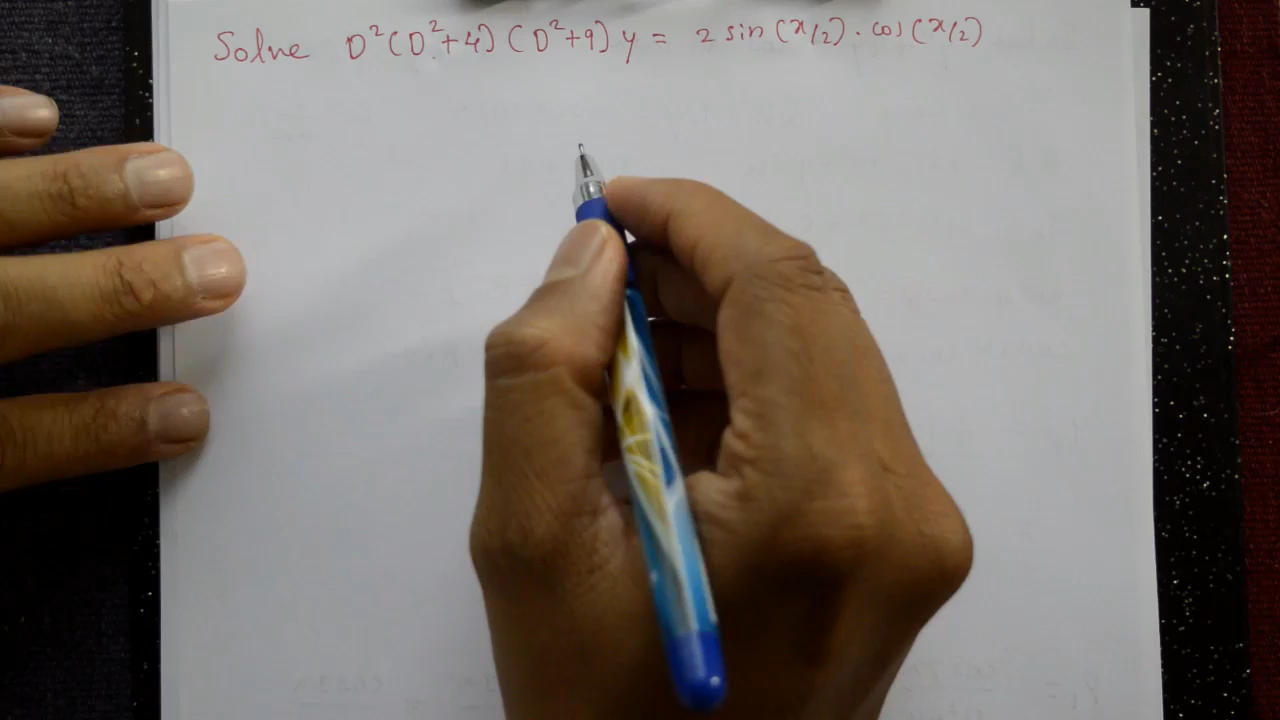 Solve D²(D²+4)(D²+9)y = 2 sin(x/2) · cos(x/2)